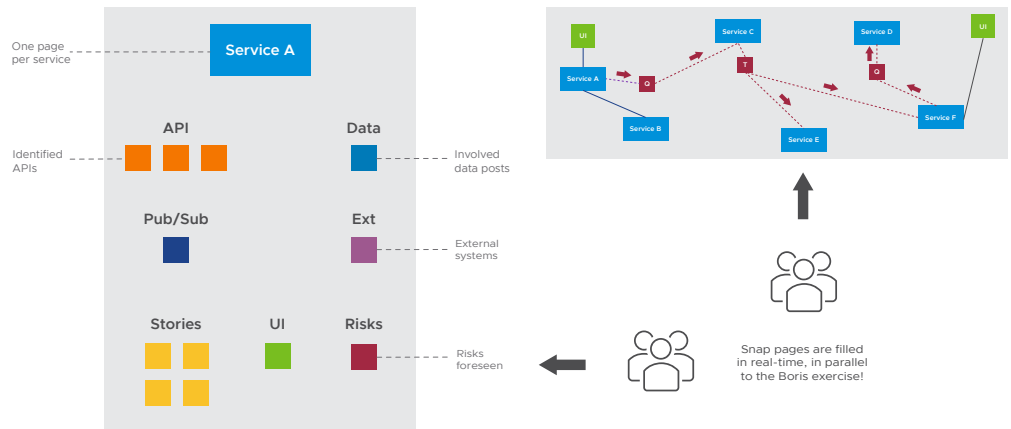 One page
per service
Service A
API
Data
Identified
APIs
Involved
data posts
Pub/Sub
Ext
External
systems
Stories
UI
Risks
Risks
foreseen
UI
Service C
Service D
UI
Service A
Q
T
Q
Service B
Service E
Service F
Snap pages are filled
in real-time, in parallel
to the Boris exercise!